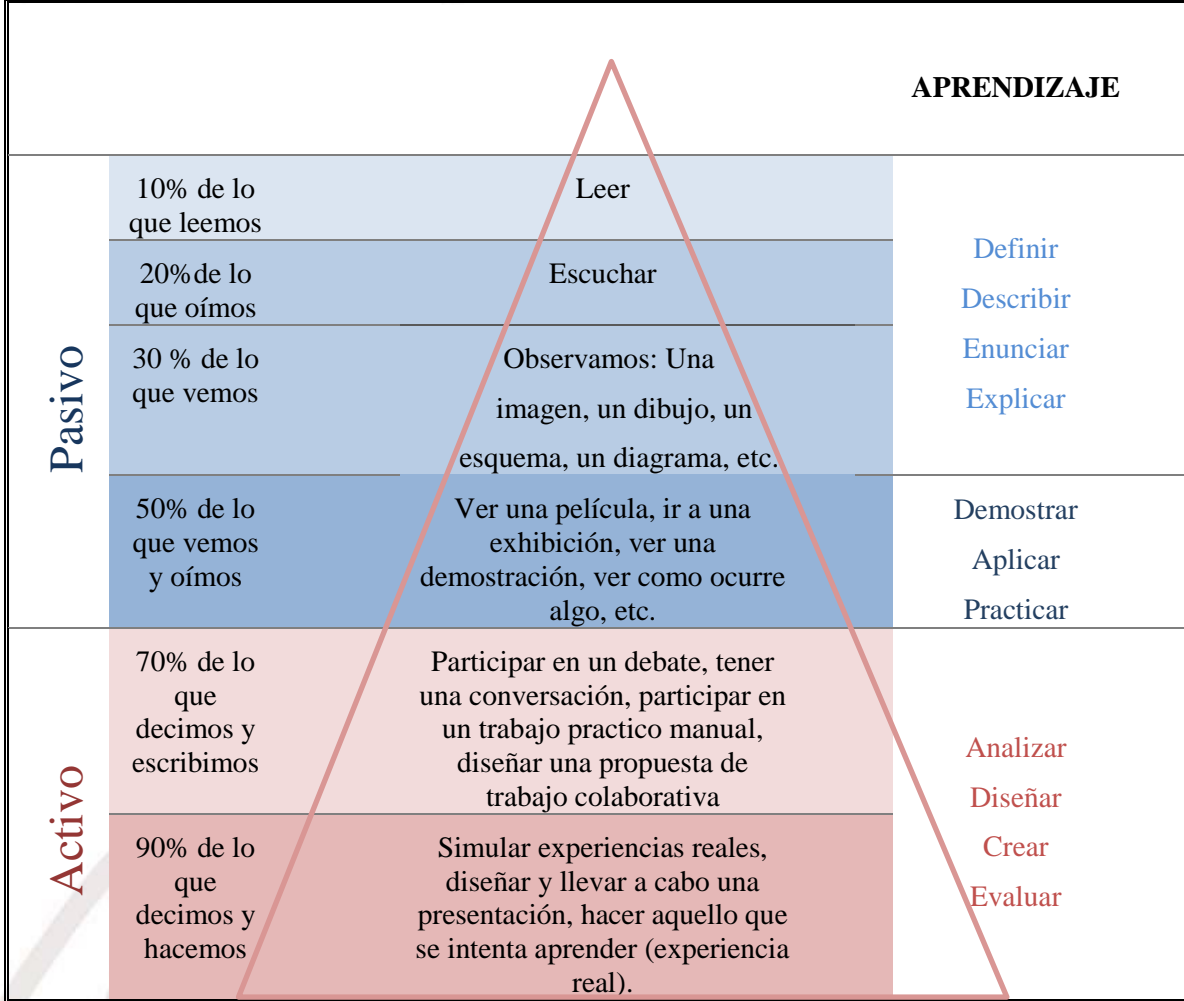 APRENDIZAJE
Pasivo
10% de lo
que leemos
Leer
20%de lo
que oímos
Escuchar
30 % de lo
que vemos
Observamos: Una
imagen, un dibujo, un
esquema, un diagrama, etc.
Definir
Describir
Enunciar
Explicar
50% de lo
que vemos
y oímos
Ver una película, ir a una
exhibición, ver una
demostración, ver como ocurre
algo, etc.
Demostrar
Aplicar
Practicar
Activo
70% de lo
que
decimos y
escribimos
Participar en un debate, tener
una conversación, participar en
un trabajo practico manual,
diseñar una propuesta de
trabajo colaborativa
90% de lo
que
decimos y
hacemos
Simular experiencias reales,
diseñar y llevar a cabo una
presentación, hacer aquello que
se intenta aprender (experiencia
real).
Analizar
Diseñar
Crear
Evaluar